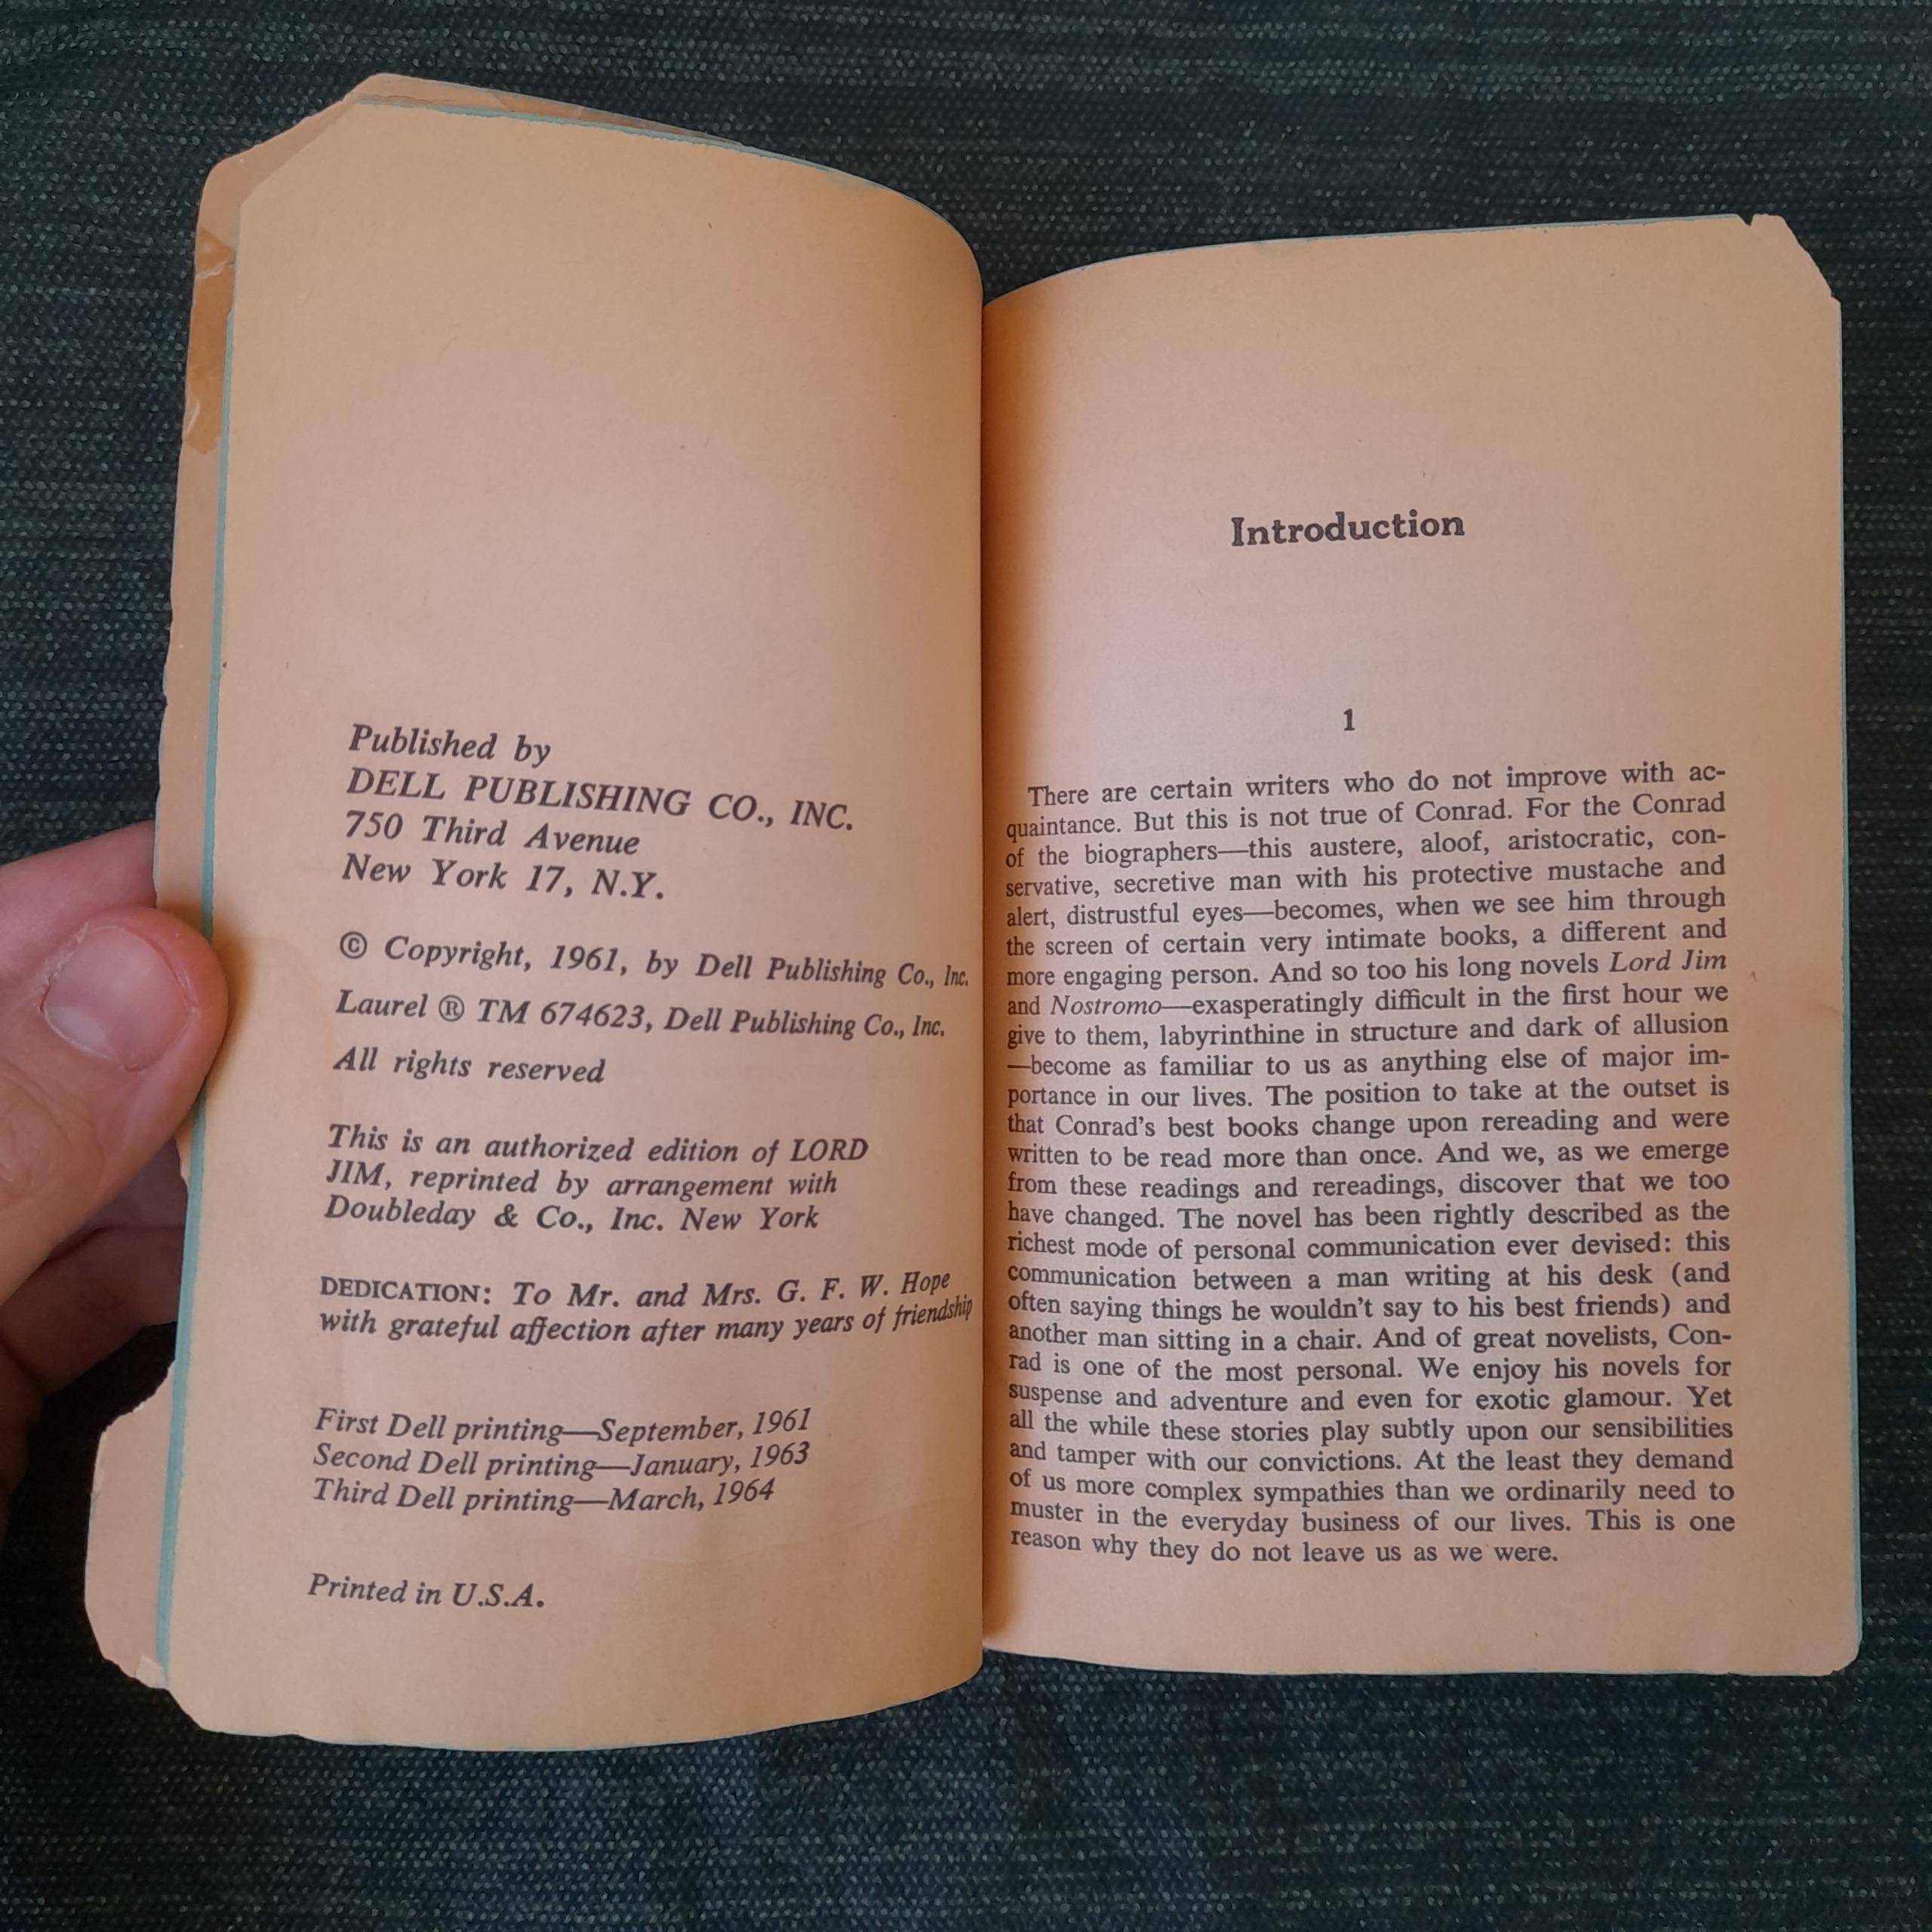 Published by
DELL PUBLISHING CO., INC.
750 Third Avenue
New York 17, N.Y.
© Copyright, 1961, by Dell Publishing Co., Inc.
Laurel ® TM 674623, Dell Publishing Co., Inc.
All rights reserved
This is an authorized edition of LORD
JIM, reprinted by arrangement with
Doubleday & Co., Inc. New York
DEDICATION: To Mr. and Mrs. G. F. W. Hope
with grateful affection after many years of friendship
First Dell printing—September, 1961
Second Dell printing—January, 1963
Third Dell printing—March, 1964
Printed in U.S.A.
Introduction
1
There are certain writers who do not improve with ac-
quaintance. But this is not true of Conrad. For the Conrad
of the biographers—this austere, aloof, aristocratic, con-
servative, secretive man with his protective mustache and
alert, distrustful eyes—becomes, when we see him through
the screen of certain very intimate books, a different and
more engaging person. And so too his long novels Lord Jim
and Nostromo—exasperatingly difficult in the first hour we
give to them, labyrinthine in structure and dark of allusion
—become as familiar to us as anything else of major im-
portance in our lives. The position to take at the outset is
that Conrad's best books change upon rereading and were
written to be read more than once. And we, as we emerge
from these readings and rereadings, discover that we too
have changed. The novel has been rightly described as the
richest mode of personal communication ever devised: this
communication between a man writing at his desk (and
often saying things he wouldn't say to his best friends) and
another man sitting in a chair. And of great novelists, Con-
rad is one of the most personal. We enjoy his novels for
suspense and adventure and even for exotic glamour. Yet
all the while these stories play subtly upon our sensibilities
and tamper with our convictions. At the least they demand
of us more complex sympathies than we ordinarily need to
muster in the everyday business of our lives. This is one
reason why they do not leave us as we were.